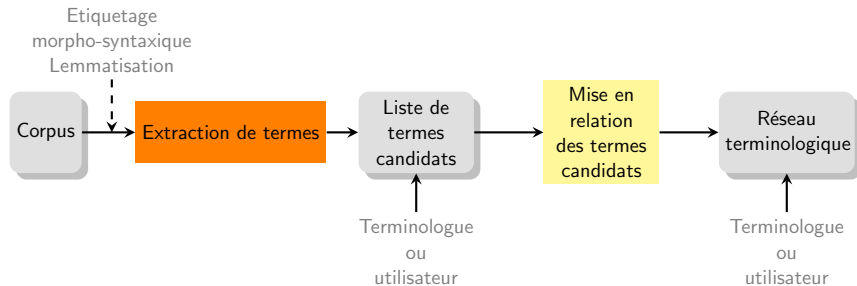 Etiquetage
morpho-syntaxique
Lemmatisation
Corpus
Extraction de termes
Liste de
termes
candidats
Mise en
relation
des termes
candidats
Réseau
terminologique
Terminologue
ou
utilisateur
Terminologue
ou
utilisateur